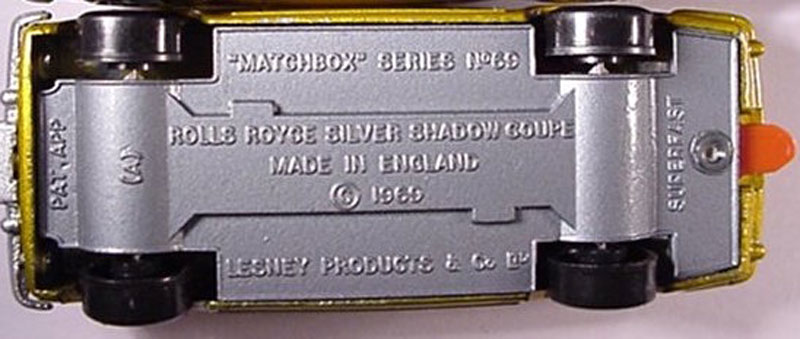 "MATCHBOX" SERIES Nº69
PAT. APP
(A)
ROLLS ROYCE SILVER SHADOW COUPE
MADE IN ENGLAND
© 1969
SUPERFAST
LESNEY PRODUCTS & Co LTD